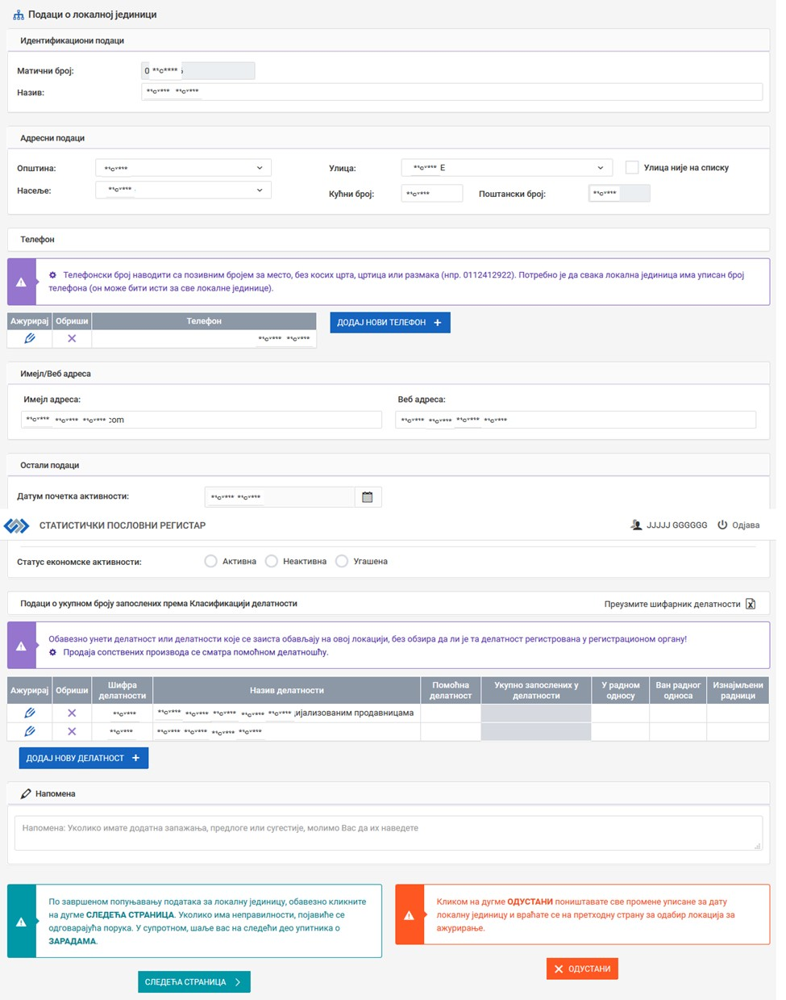 Подаци о локалној јединици
Идентификациони подаци
Матични број: 0
Назив:
Адресни подаци
Општина:
Улица: Е
Улица није на списку
Насеље:
Кућни број:
Поштански број:
Телефон
Телефонски број наводити са позивним бројем за место, без косих црта, цртица или размака (нпр. 0112412922). Потребно је да свака локална јединица има уписан број
телефона (он може бити исти за све локалне јединице).
Ажурирај Обриши Телефон
ДОДАЈ НОВИ ТЕЛЕФОН +
Имејл/Веб адреса
Имејл адреса:
Веб адреса:
com
Остали подаци
Датум почетка активности:
СТАТИСТИЧКИ ПОСЛОВНИ РЕГИСТАР
JJJJJ GGGGGG
Одјава
Статус економске активности:
Активна
Неактивна
Угашена
Подаци о укупном броју запослених према Класификацији делатности
Преузмите шифарник делатности
Обавезно унети делатност или делатности које се заиста обављају на овој локацији, без обзира да ли је та делатност регистрована у регистрационом органу!
Продаја сопствених производа се сматра помоћном делатношћу.
Ажурирај
Обриши
Шифра
делатности
Назив делатности
Помоћна
делатност
Укупно запослених у
делатности
У радном
односу
Ван радног
односа
Изнајмљени
радници
продавницама
ДОДАЈ НОВУ ДЕЛАТНОСТ +
Напомена
Напомена: Уколико имате додатна запажања, предлоге или сугестије, молимо Вас да их наведете
По завршеном попуњавању података за локалну јединицу, обавезно кликните
на дугме СЛЕДЕЋА СТРАНИЦА. Уколико има неправилности, појавиће се
одговарајућа порука. У супротном, шаље вас на следећи део упитника о
ЗАРАДАМА.
Кликом на дугме ОДУСТАНИ поништавате све промене уписане за дату
локалну јединицу и враћате се на претходну страну за одабир локација за
ажурирање.
СЛЕДЕЋА СТРАНИЦА
ОДУСТАНИ